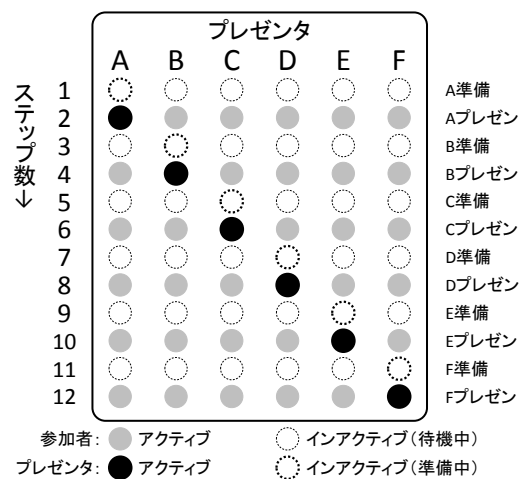 プレゼンタ
A B C D E F
ステップ数→
1 A準備
2 Aプレゼン
3 B準備
4 Bプレゼン
5 C準備
6 Cプレゼン
7 D準備
8 Dプレゼン
9 E準備
10 Eプレゼン
11 F準備
12 Fプレゼン
参加者: アクティブ インアクティブ(待機中)
プレゼンタ: アクティブ インアクティブ(準備中)